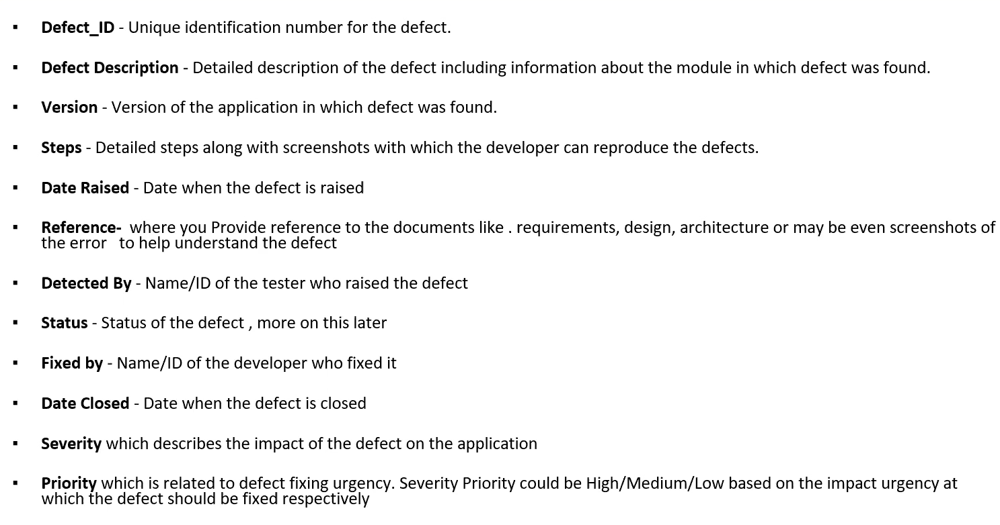 ▪ Defect_ID - Unique identification number for the defect.
▪ Defect Description - Detailed description of the defect including information about the module in which defect was found.
▪ Version - Version of the application in which defect was found.
▪ Steps - Detailed steps along with screenshots with which the developer can reproduce the defects.
▪ Date Raised - Date when the defect is raised
▪ Reference- where you Provide reference to the documents like . requirements, design, architecture or may be even screenshots of
the error  to help understand the defect
▪ Detected By - Name/ID of the tester who raised the defect
▪ Status - Status of the defect , more on this later
▪ Fixed by - Name/ID of the developer who fixed it
▪ Date Closed - Date when the defect is closed
▪ Severity which describes the impact of the defect on the application
▪ Priority which is related to defect fixing urgency. Severity Priority could be High/Medium/Low based on the impact urgency at
which the defect should be fixed respectively